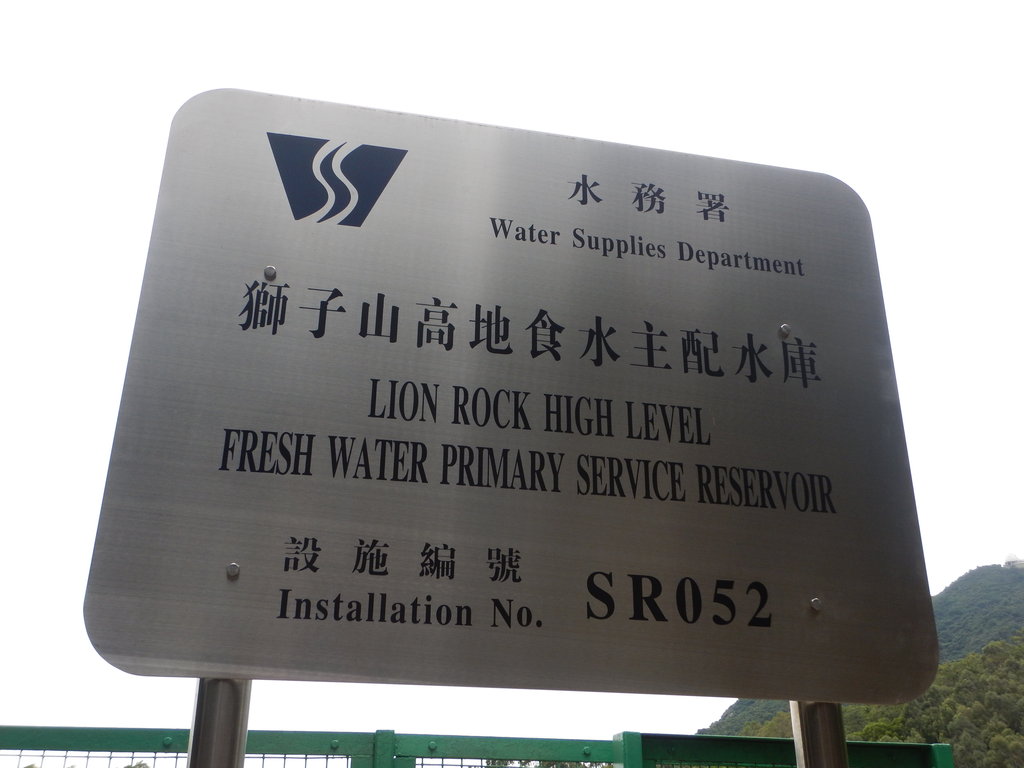 水務署
Water Supplies Department
獅子山高地食水主配水庫
LION ROCK HIGH LEVEL
FRESH WATER PRIMARY SERVICE RESERVOIR
設施編號
Installation No. SR052